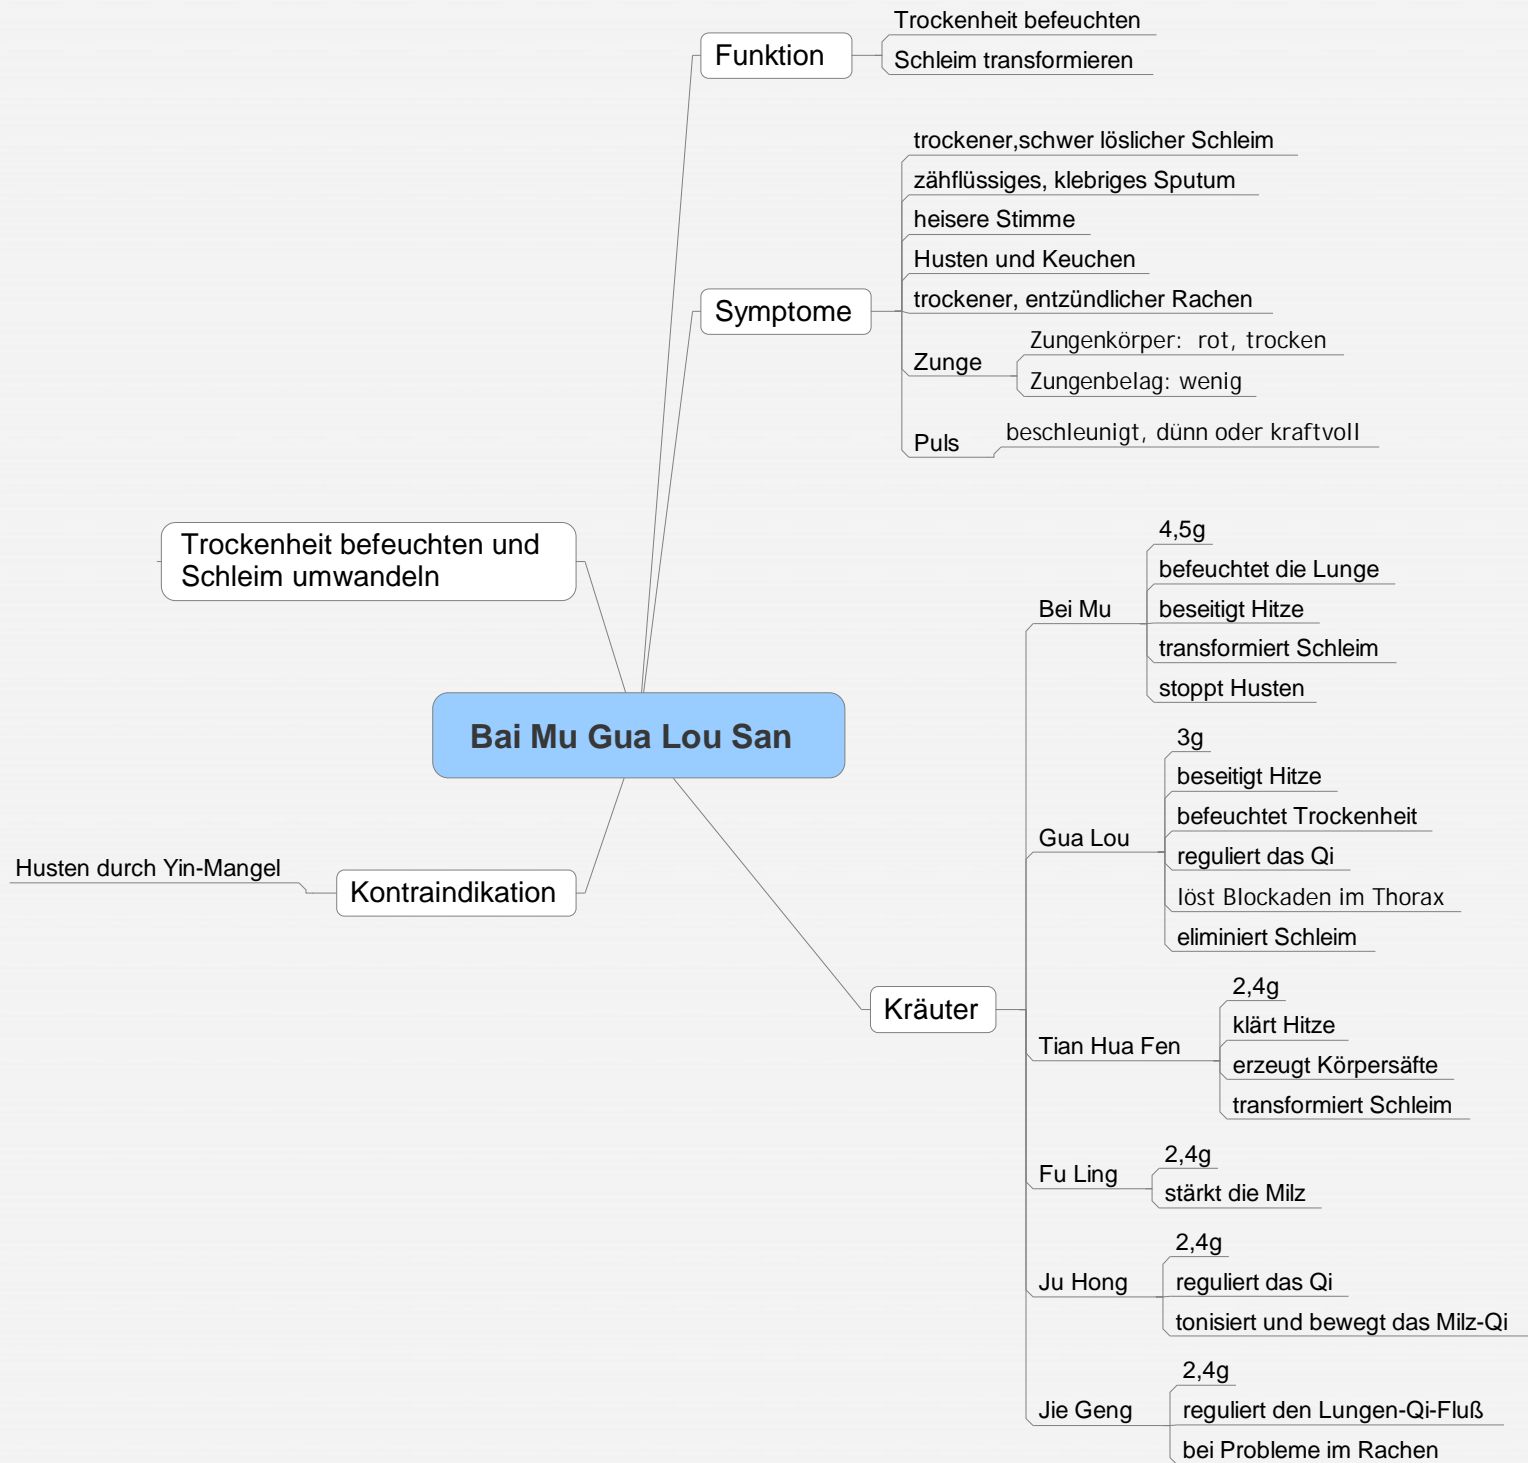 Trockenheit befeuchten
Funktion
Schleim transformieren
trockener,schwer löslicher Schleim
zähflüssiges, klebriges Sputum
heisere Stimme
Husten und Keuchen
trockener, entzündlicher Rachen
Symptome
Zungenkörper: rot, trocken
Zunge
Zungenbelag: wenig
beschleunigt, dünn oder kraftvoll
Puls
Trockenheit befeuchten und
Schleim umwandeln
Bai Mu Gua Lou San
Husten durch Yin-Mangel
Kontraindikation
Kräuter
4,5g
befeuchtet die Lunge
Bei Mu
beseitigt Hitze
transformiert Schleim
stoppt Husten
3g
beseitigt Hitze
befeuchtet Trockenheit
Gua Lou
reguliert das Qi
löst Blockaden im Thorax
eliminiert Schleim
2,4g
klärt Hitze
Tian Hua Fen
erzeugt Körpersäfte
transformiert Schleim
2,4g
Fu Ling
stärkt die Milz
2,4g
Ju Hong
reguliert das Qi
tonisiert und bewegt das Milz-Qi
2,4g
Jie Geng
reguliert den Lungen-Qi-Fluß
bei Probleme im Rachen